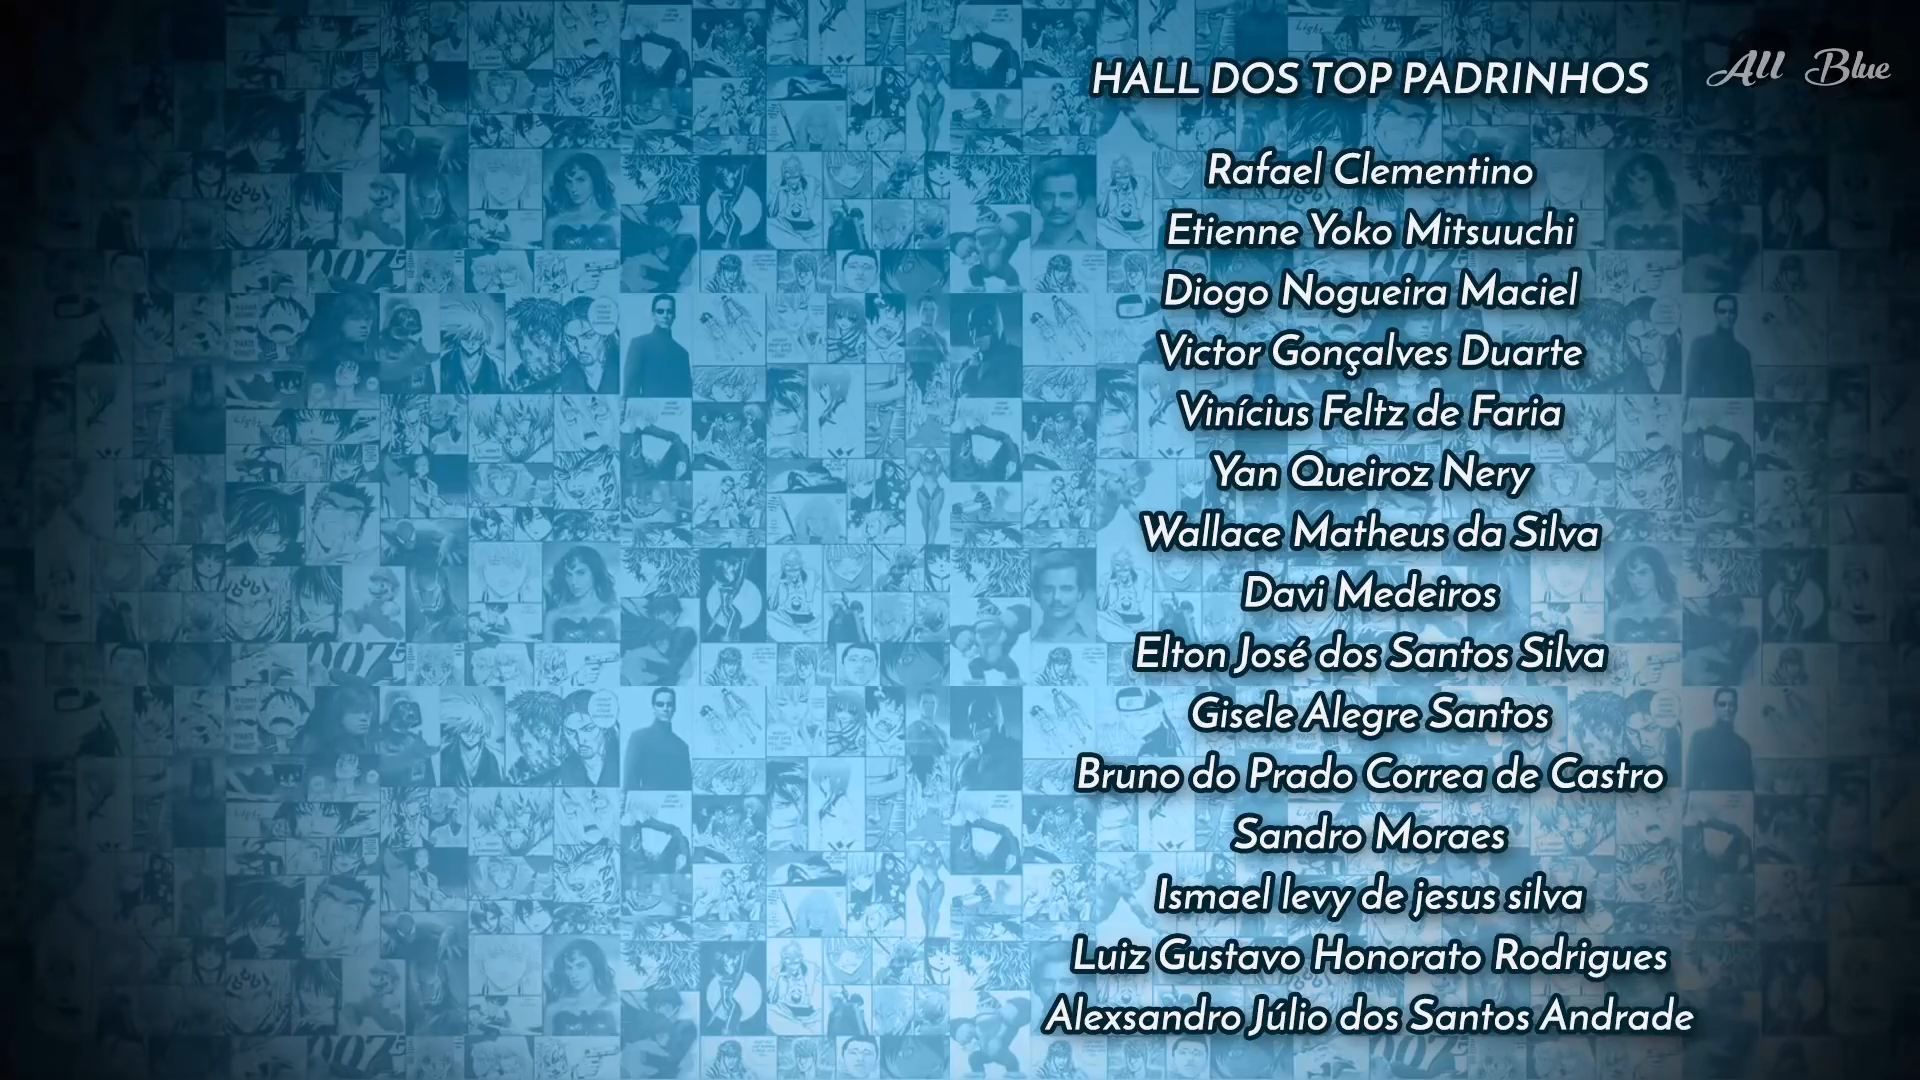 HALL DOS TOP PADRINHOS
All Blue
Rafael Clementino
Etienne Yoko Mitsuuchi
Diogo Nogueira Maciel
Victor Gonçalves Duarte
Vinícius Feltz de Faria
Yan Queiroz Nery
Wallace Matheus da Silva
Davi Medeiros
Elton José dos Santos Silva
Gisele Alegre Santos
Bruno do Prado Correa de Castro
Sandro Moraes
Ismael levy de jesus silva
Luiz Gustavo Honorato Rodrigues
Alexsandro Júlio dos Santos Andrade
007
007
007